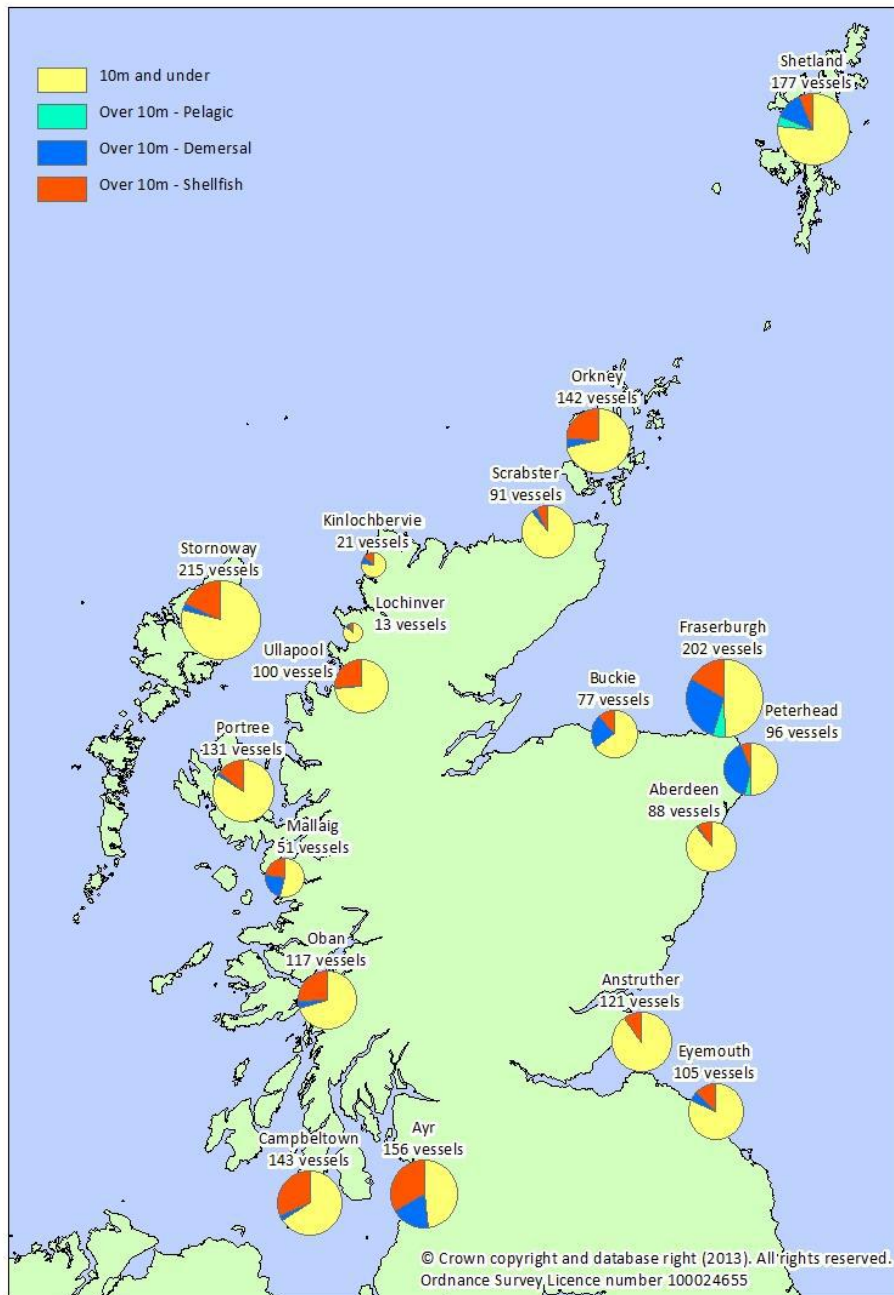 10m and under
Over 10m - Pelagic
Over 10m - Demersal
Over 10m - Shellfish
Shetland
177 vessels
Orkney
142 vessels
Scrabster
91 vessels
Kinlochbervie
21 vessels
Stornoway
215 vessels
Lochinver
13 vessels
Ullapool
100 vessels
Fraserburgh
202 vessels
Buckie
77 vessels
Peterhead
96 vessels
Portree
131 vessels
Aberdeen
88 vessels
Mallaig
51 vessels
Oban
117 vessels
Anstruther
121 vessels
Eyemouth
105 vessels
Campbeltown
143 vessels
Ayr
156 vessels
© Crown copyright and database right (2013). All rights reserved.
Ordnance Survey Licence number 100024655